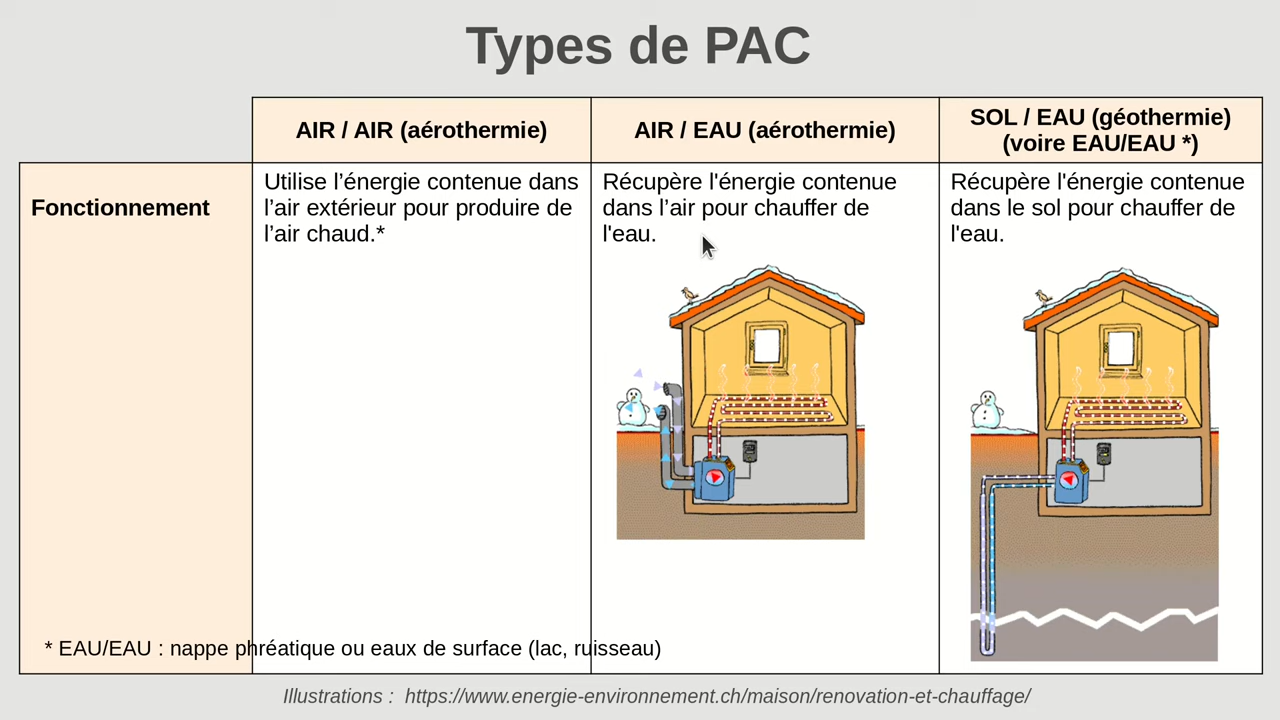 Types de PAC
AIR / AIR (aérothermie)
AIR / EAU (aérothermie)
SOL / EAU (géothermie)
(voire EAU/EAU *)
Fonctionnement
Utilise l’énergie contenue dans
l’air extérieur pour produire de
l’air chaud.*
Récupère l'énergie contenue
dans l’air pour chauffer de
l'eau.
Récupère l'énergie contenue
dans le sol pour chauffer de
l'eau.
* EAU/EAU : nappe phréatique ou eaux de surface (lac, ruisseau)
Illustrations : https://www.energie-environnement.ch/maison/renovation-et-chauffage/